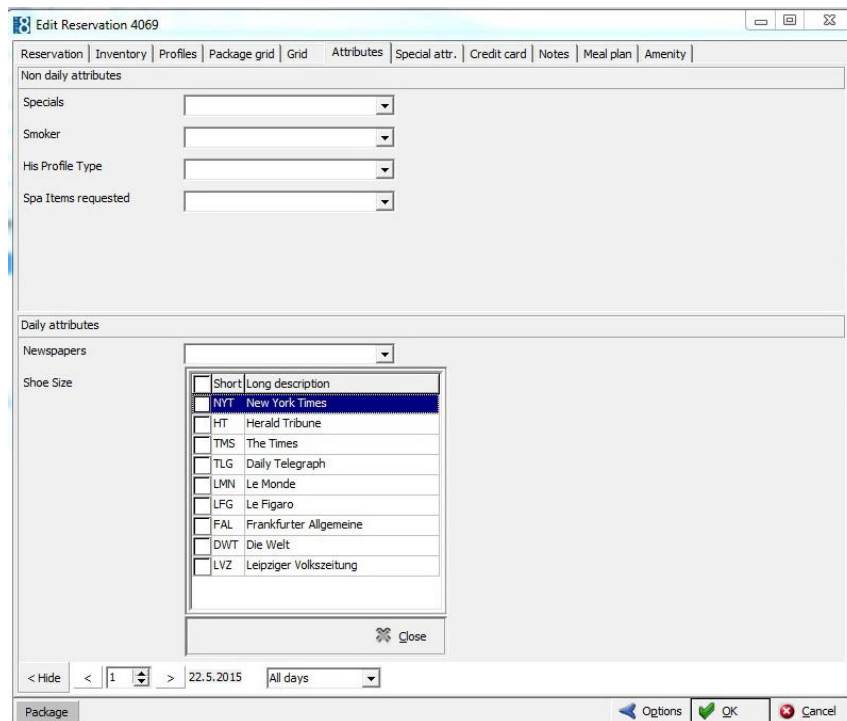 Edit Reservation 4069
Reservation Inventory Profiles Package grid Grid Attributes Special attr. Credit card Notes Meal plan Amenity
Non daily attributes
Specials
Smoker
His Profile Type
Spa Items requested
Daily attributes
Newspapers
Shoe Size
Short Long description
NYT New York Times
HT Herald Tribune
TMS The Times
TLG Daily Telegraph
LMN Le Monde
LFG Le Figaro
FAL Frankfurter Allgemeine
DWT Die Welt
LVZ Leipziger Volkszeitung
Close
< Hide < 1 > 22.5.2015 All days
Package Options OK Cancel